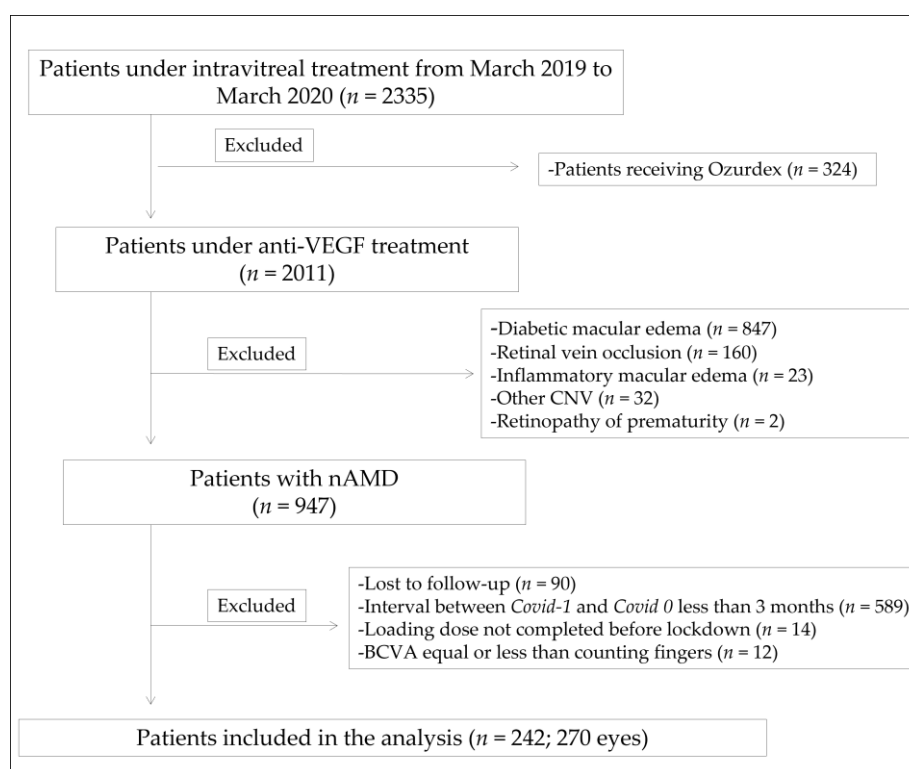 Patients under intravitreal treatment from March 2019 to
March 2020 (n = 2335)
Excluded
-Patients receiving Ozurdex (n = 324)
Patients under anti-VEGF treatment
(n = 2011)
Excluded
-Diabetic macular edema (n = 847)
-Retinal vein occlusion (n = 160)
-Inflammatory macular edema (n = 23)
-Other CNV (n = 32)
-Retinopathy of prematurity (n = 2)
Patients with nAMD
(n = 947)
Excluded
-Lost to follow-up (n = 90)
-Interval between Covid-1 and Covid 0 less than 3 months (n = 589)
-Loading dose not completed before lockdown (n = 14)
-BCVA equal or less than counting fingers (n = 12)
Patients included in the analysis (n = 242; 270 eyes)